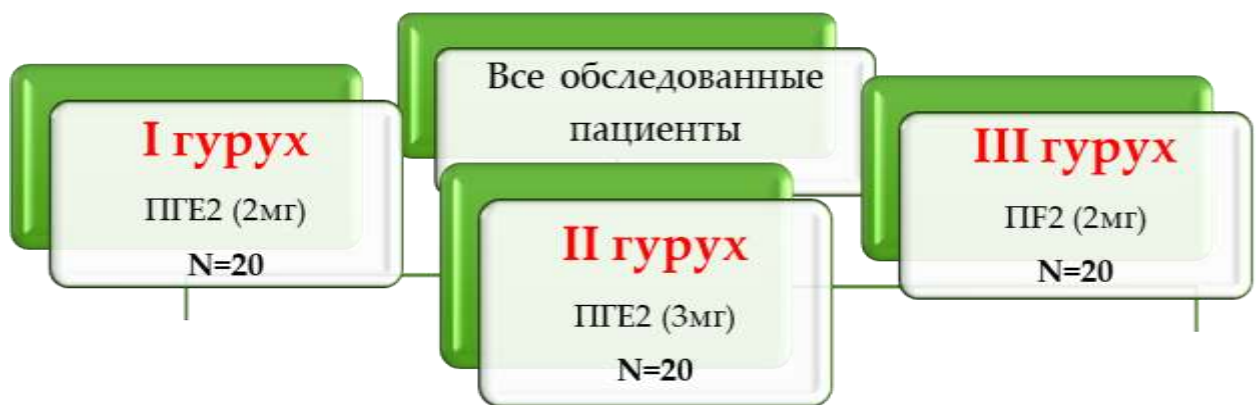 Все обследованные
пациенты
I гурух
ПГЕ2 (2мг)
N=20
II гурух
ПГЕ2 (3мг)
N=20
III гурух
ПF2 (2мг)
N=20